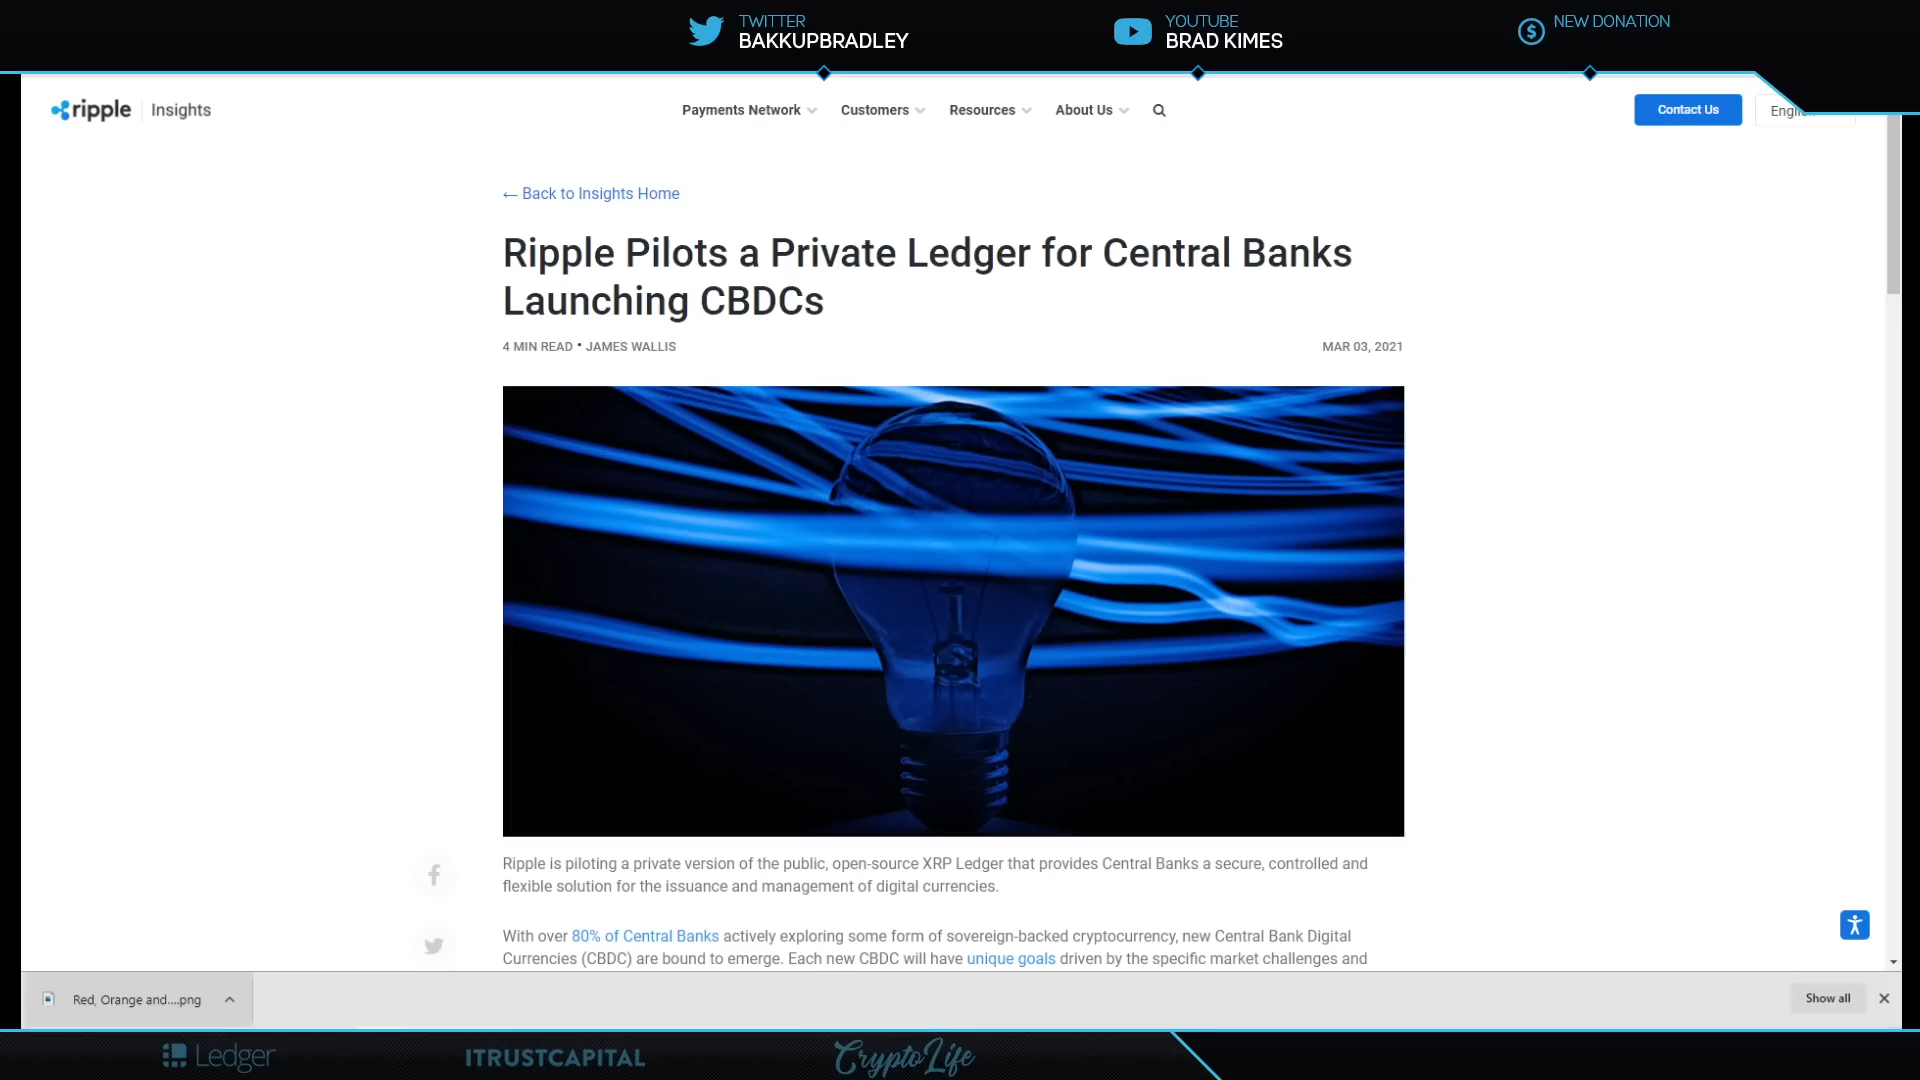 TWITTER
BAKKUPBRADLEY
YOUTUBE
BRAD KIMES
NEW DONATION
ripple Insights
Payments Network
Customers
Resources
About Us
Contact Us
← Back to Insights Home
Ripple Pilots a Private Ledger for Central Banks
Launching CBDCs
4 MIN READ • JAMES WALLIS
MAR 03, 2021
Ripple is piloting a private version of the public, open-source XRP Ledger that provides Central Banks a secure, controlled and
flexible solution for the issuance and management of digital currencies.
With over 80% of Central Banks actively exploring some form of sovereign-backed cryptocurrency, new Central Bank Digital
Currencies (CBDC) are bound to emerge. Each new CBDC will have unique goals driven by the specific market challenges and
Red, Orange and....png
Show all
Ledger
ITRUSTCAPITAL
CryptoLife